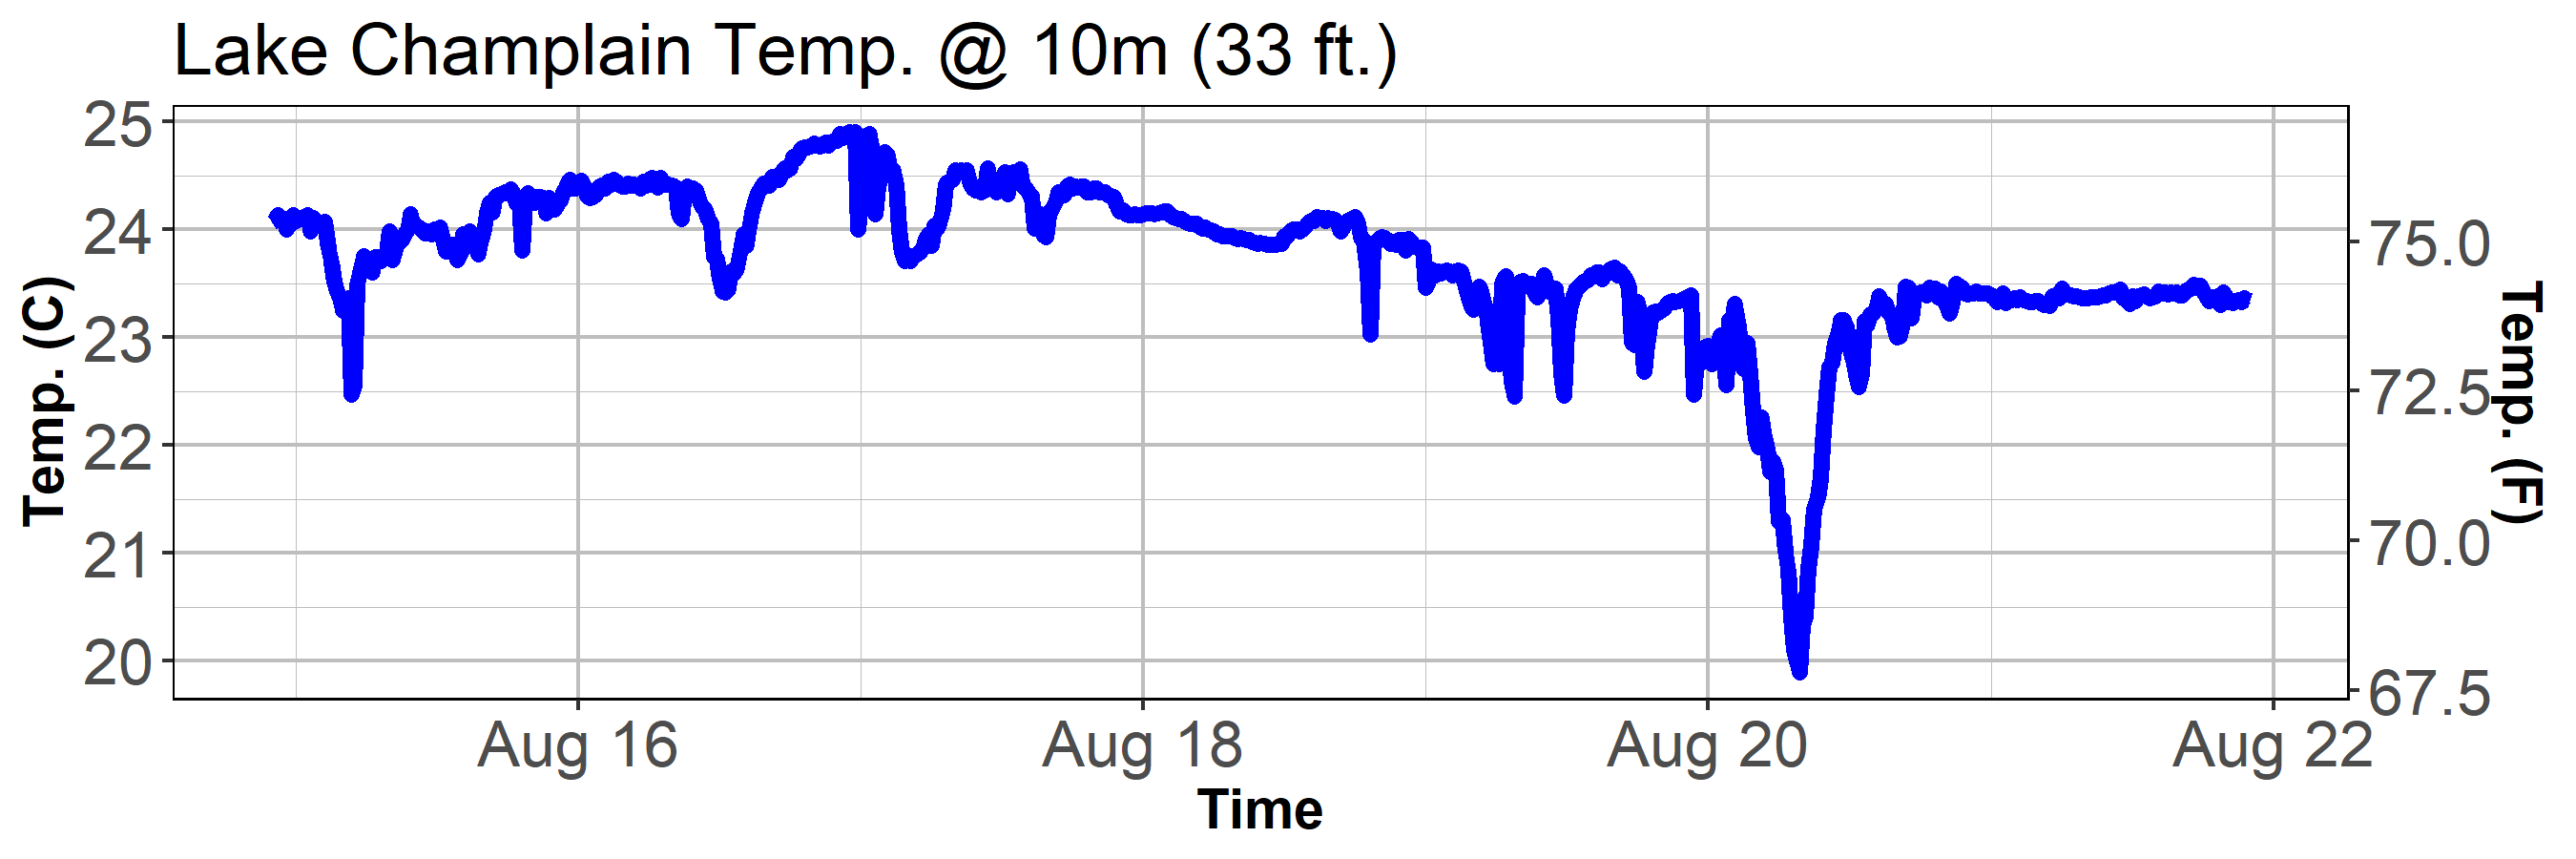 Lake Champlain Temp. @ 10m (33 ft.)
Temp. (C)
25
24
23
22
21
20
75.0
72.5
70.0
67.5
Temp. (F)
Aug 16 Aug 18 Aug 20 Aug 22
Time